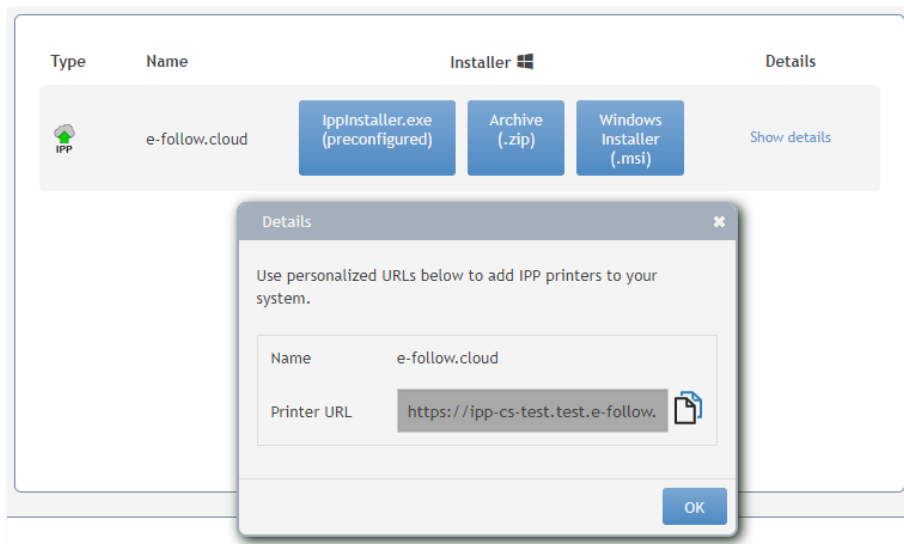 Type Name Installer Details
IPP
e-follow.cloud
IppInstaller.exe
(preconfigured)
Archive
(.zip)
Windows
Installer
(.msi)
Show details
Details
Use personalized URLs below to add IPP printers to your
system.
Name e-follow.cloud
Printer URL https://ipp-cs-test.test.e-follow.
OK